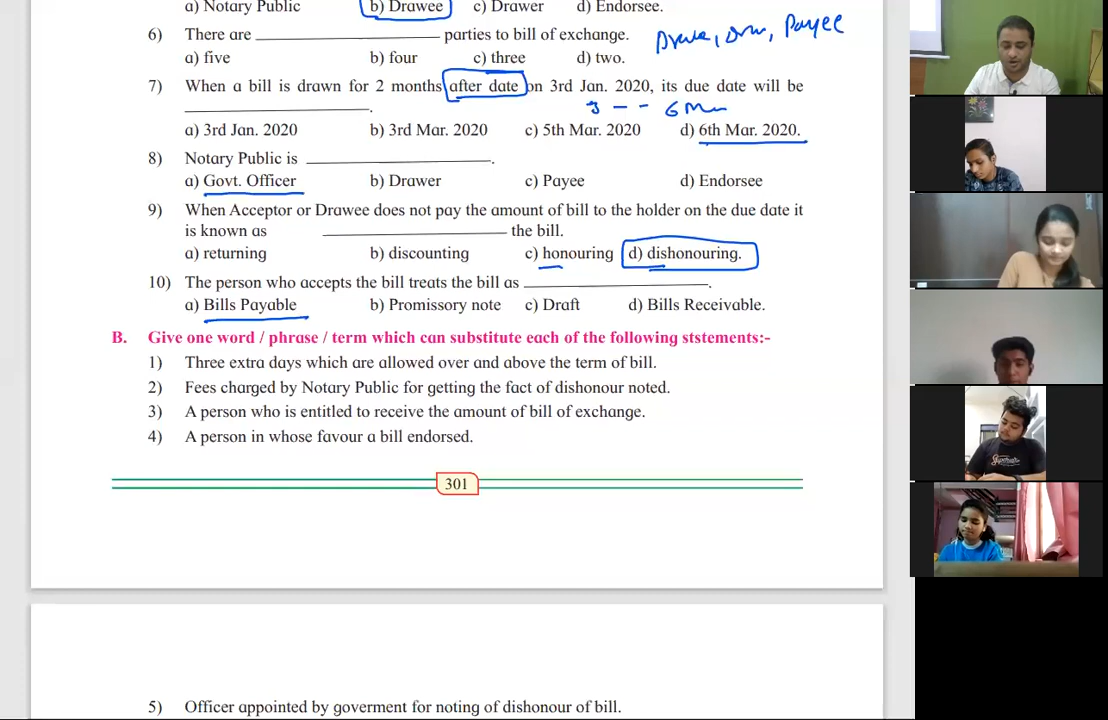 a) Notary Public b) Drawee c) Drawer d) Endorsee.
6) There are ____________________ parties to bill of exchange. Payee
a) five b) four c) three d) two.
7) When a bill is drawn for 2 months after date on 3rd Jan. 2020, its due date will be
____________________.
3 - - 6 Mar
a) 3rd Jan. 2020 b) 3rd Mar. 2020 c) 5th Mar. 2020 d) 6th Mar. 2020.
8) Notary Public is ____________________.
a) Govt. Officer b) Drawer c) Payee d) Endorsee
9) When Acceptor or Drawee does not pay the amount of bill to the holder on the due date it
is known as ____________________ the bill.
a) returning b) discounting c) honouring d) dishonouring.
10) The person who accepts the bill treats the bill as ____________________.
a) Bills Payable b) Promissory note c) Draft d) Bills Receivable.
B. Give one word / phrase / term which can substitute each of the following ststements:-
1) Three extra days which are allowed over and above the term of bill.
2) Fees charged by Notary Public for getting the fact of dishonour noted.
3) A person who is entitled to receive the amount of bill of exchange.
4) A person in whose favour a bill endorsed.
301
5) Officer appointed by goverment for noting of dishonour of bill.